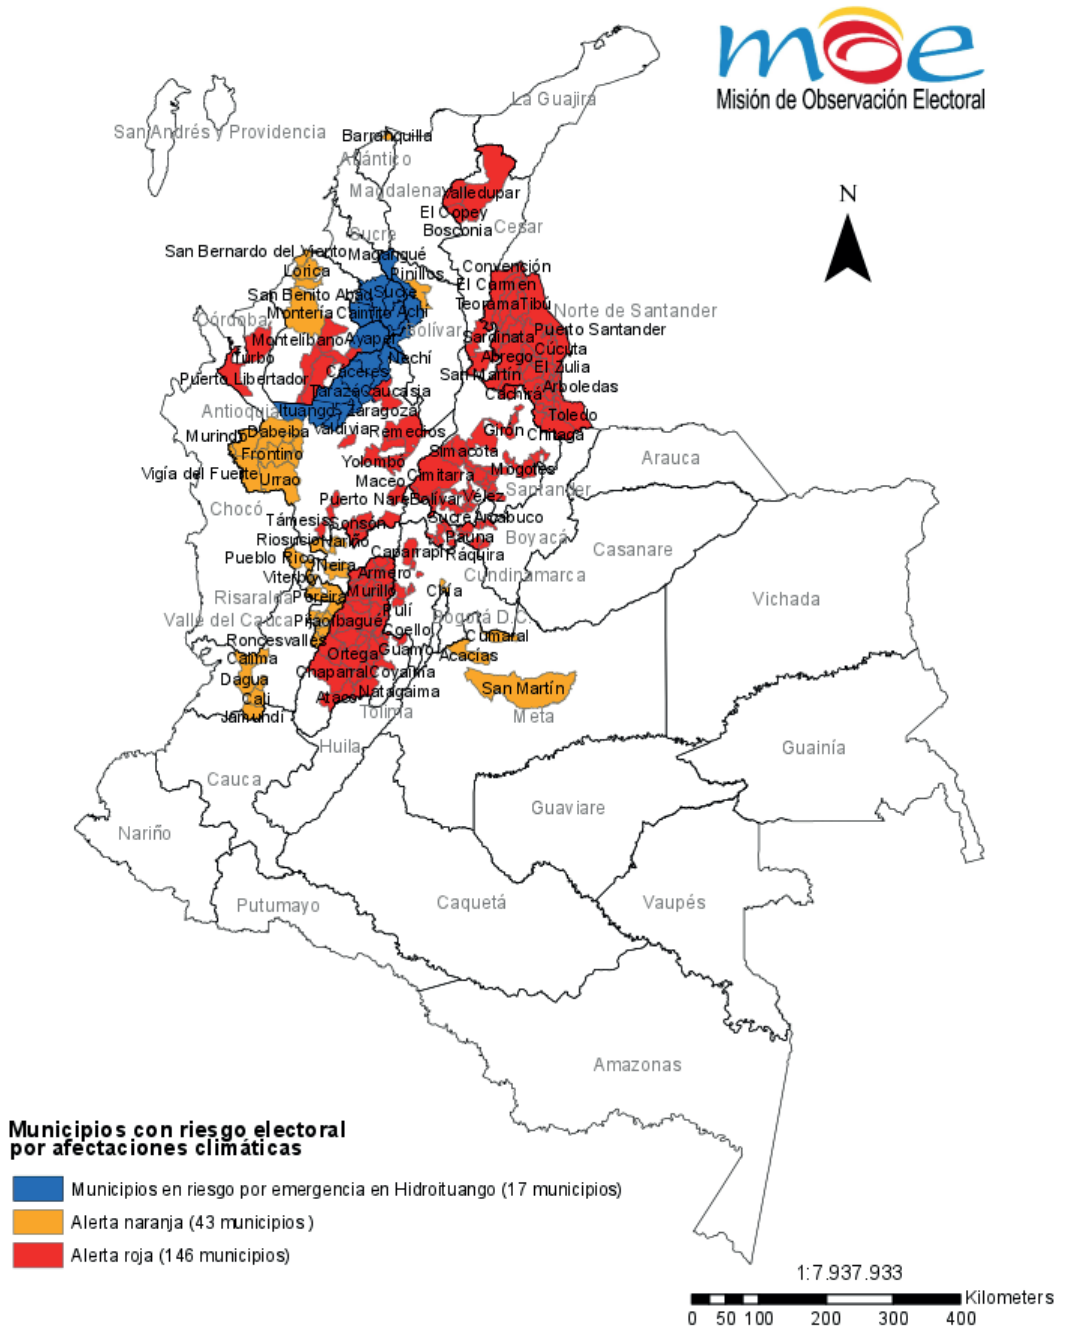 moe
Misión de Observación Electoral
La Guajira
San Andrés y Providencia
Barranquilla
Atlántico
Magdalena
Valledupar
El Copey
Bosconia
Cesar
N
Sucre
San Bernardo del Viento
Magangué
Lorica
Pinillos
Convención
El Carmen
San Benito Abad
Sucre
Teorama
Tibú
Norte de Santander
Montería
Caimito
Achí
Córdoba
Bolívar
Puerto Santander
Montelíbano
Ayapel
Sardinata
Cúcuta
Turbo
Nechí
Abrego
El Zulia
Puerto Libertador
Cáceres
San Martín
Arboledas
Tarazá
Caucasia
Cachirá
Antioquia
Ituango
Zaragoza
Toledo
Murindó
Dabeiba
Valdivia
Remedios
Girón
Chitagá
Frontino
Simacota
Arauca
Vigía del Fuerte
Urrao
Yolombó
Cimitarra
Mogotes
Maceo
Santander
Chocó
Puerto Nare
Bolívar
Vélez
Támesis
Sonsón
Sucre
Arcabuco
Riosucio
Nariño
Pauna
Boyacá
Casanare
Pueblo Rico
Neira
Caparrapí
Ráquira
Viterbo
Armero
Cundinamarca
Risaralda
Pereira
Murillo
Chía
Vichada
Valle del Cauca
Pijao
Ibagué
Pulí
Bogotá D.C.
Roncesvalles
Coello
Cumaral
Calima
Ortega
Guamo
Acacías
Dagua
Chaparral
Coyaima
San Martín
Cali
Ataco
Natagaima
Jamundí
Tolima
Meta
Huila
Guainía
Cauca
Guaviare
Nariño
Putumayo
Caquetá
Vaupés
Amazonas
Municipios con riesgo electoral
por afectaciones climáticas
Municipios en riesgo por emergencia en Hidroituango (17 municipios)
Alerta naranja (43 municipios )
Alerta roja (146 municipios)
1:7.937.933
Kilometers
0 50 100 200 300 400